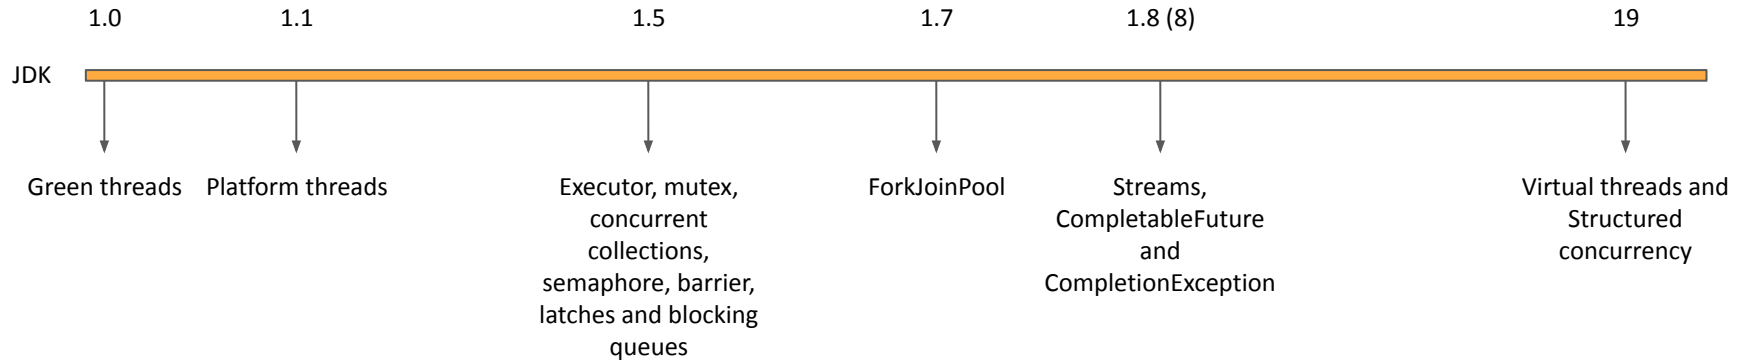 1.0 1.1 1.5 1.7 1.8 (8) 19
JDK
Green threads
Platform threads
Executor, mutex,
concurrent
collections,
semaphore, barrier,
latches and blocking
queues
ForkJoinPool
Streams,
CompletableFuture
and
CompletionException
Virtual threads and
Structured
concurrency